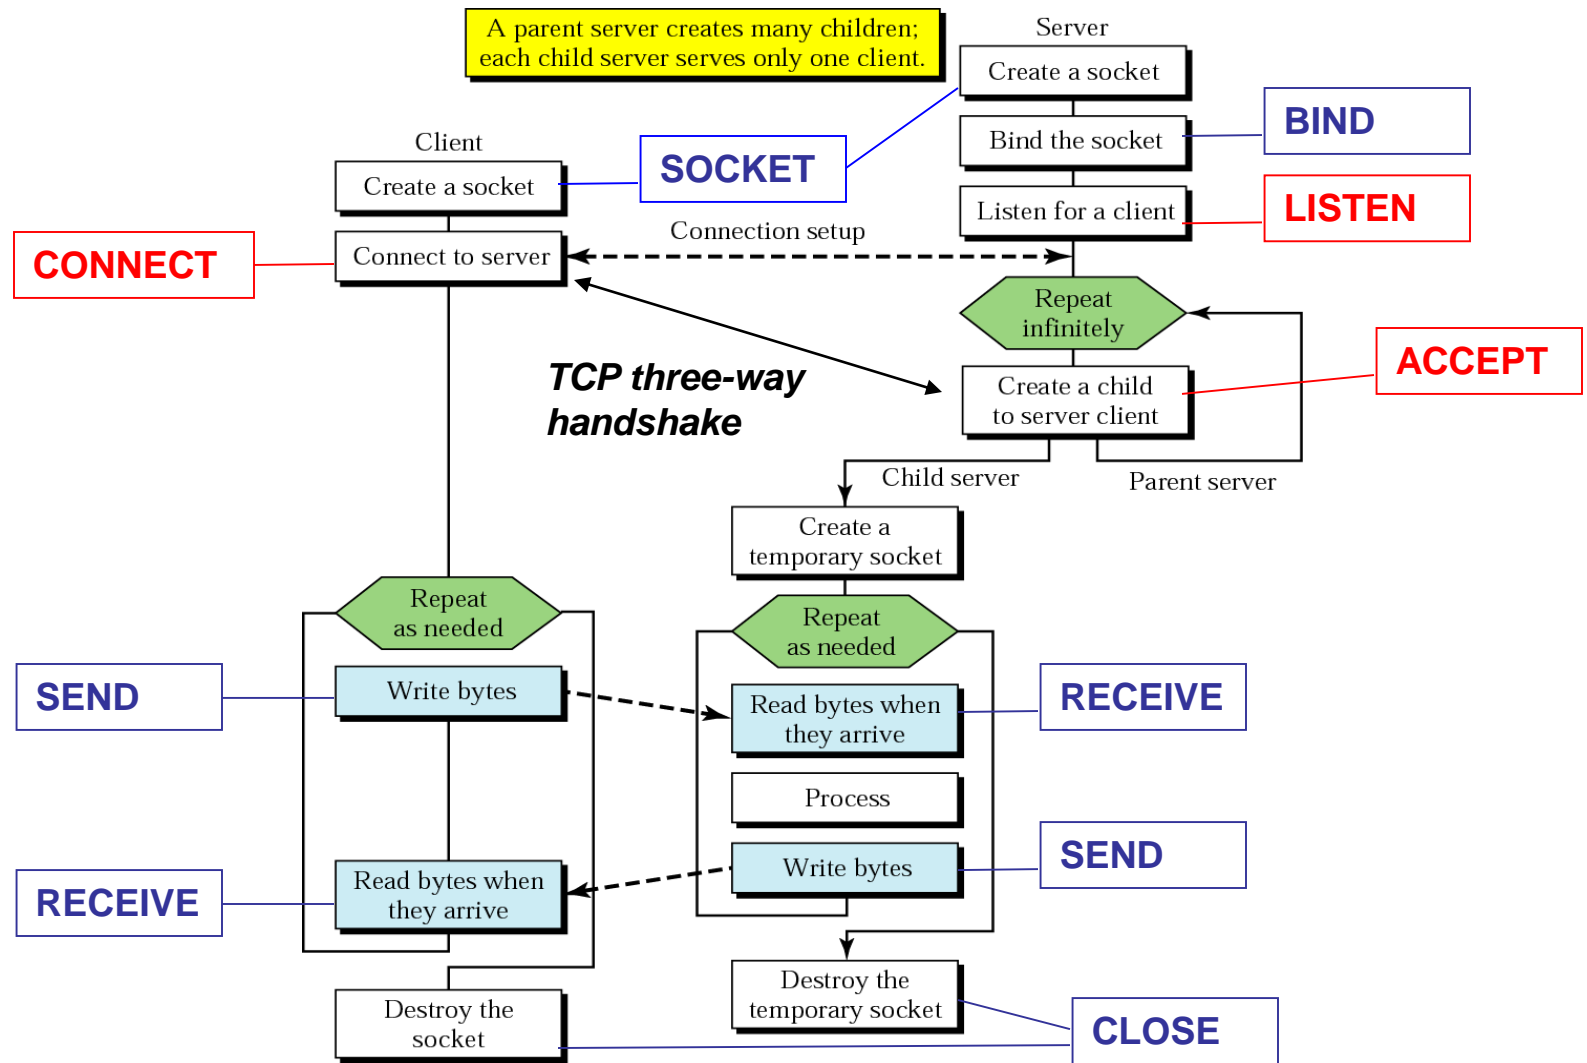 A parent server creates many children;
each child server serves only one client.
Server
Create a socket
BIND
Bind the socket
Client
SOCKET
Create a socket
LISTEN
Listen for a client
Connection setup
CONNECT
Connect to server
Repeat
infinitely
TCP three-way
handshake
ACCEPT
Create a child
to server client
Child server
Parent server
Create a
temporary socket
Repeat
as needed
Repeat
as needed
SEND
Write bytes
Read bytes when
they arrive
RECEIVE
Process
Write bytes
SEND
RECEIVE
Read bytes when
they arrive
Destroy the
temporary socket
Destroy the
socket
CLOSE